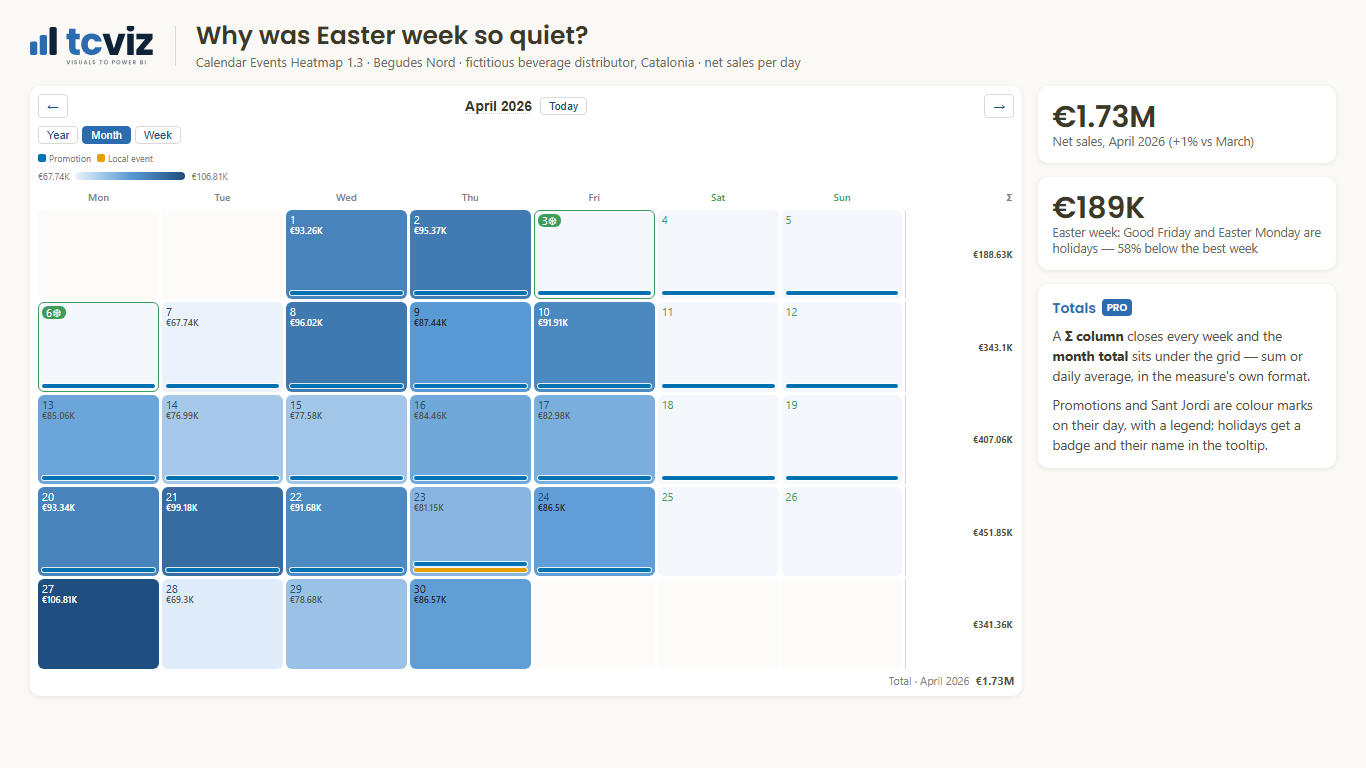 tcviz
VISUALS TO POWER BI
Why was Easter week so quiet?
Calendar Events Heatmap 1.3 · Begudes Nord · fictitious beverage distributor, Catalonia · net sales per day
← April 2026 Today →
Year Month Week
Promotion Local event
€67.74K €106.81K
Mon Tue Wed Thu Fri Sat Sun Σ
1 2 3❄ 4 5
€93.26K €95.37K
€188.63K
6❄ 7 8 9 10 11 12
€67.74K €96.02K €87.44K €91.91K
€343.1K
13 14 15 16 17 18 19
€85.06K €76.99K €77.58K €84.46K €82.98K
€407.06K
20 21 22 23 24 25 26
€93.34K €99.18K €91.68K €81.15K €86.5K
€451.85K
27 28 29 30
€106.81K €69.3K €78.68K €86.57K
€341.36K
Total · April 2026 €1.73M
€1.73M
Net sales, April 2026 (+1% vs March)
€189K
Easter week: Good Friday and Easter Monday are
holidays — 58% below the best week
Totals PRO
A Σ column closes every week and the
month total sits under the grid — sum or
daily average, in the measure's own format.
Promotions and Sant Jordi are colour marks
on their day, with a legend; holidays get a
badge and their name in the tooltip.